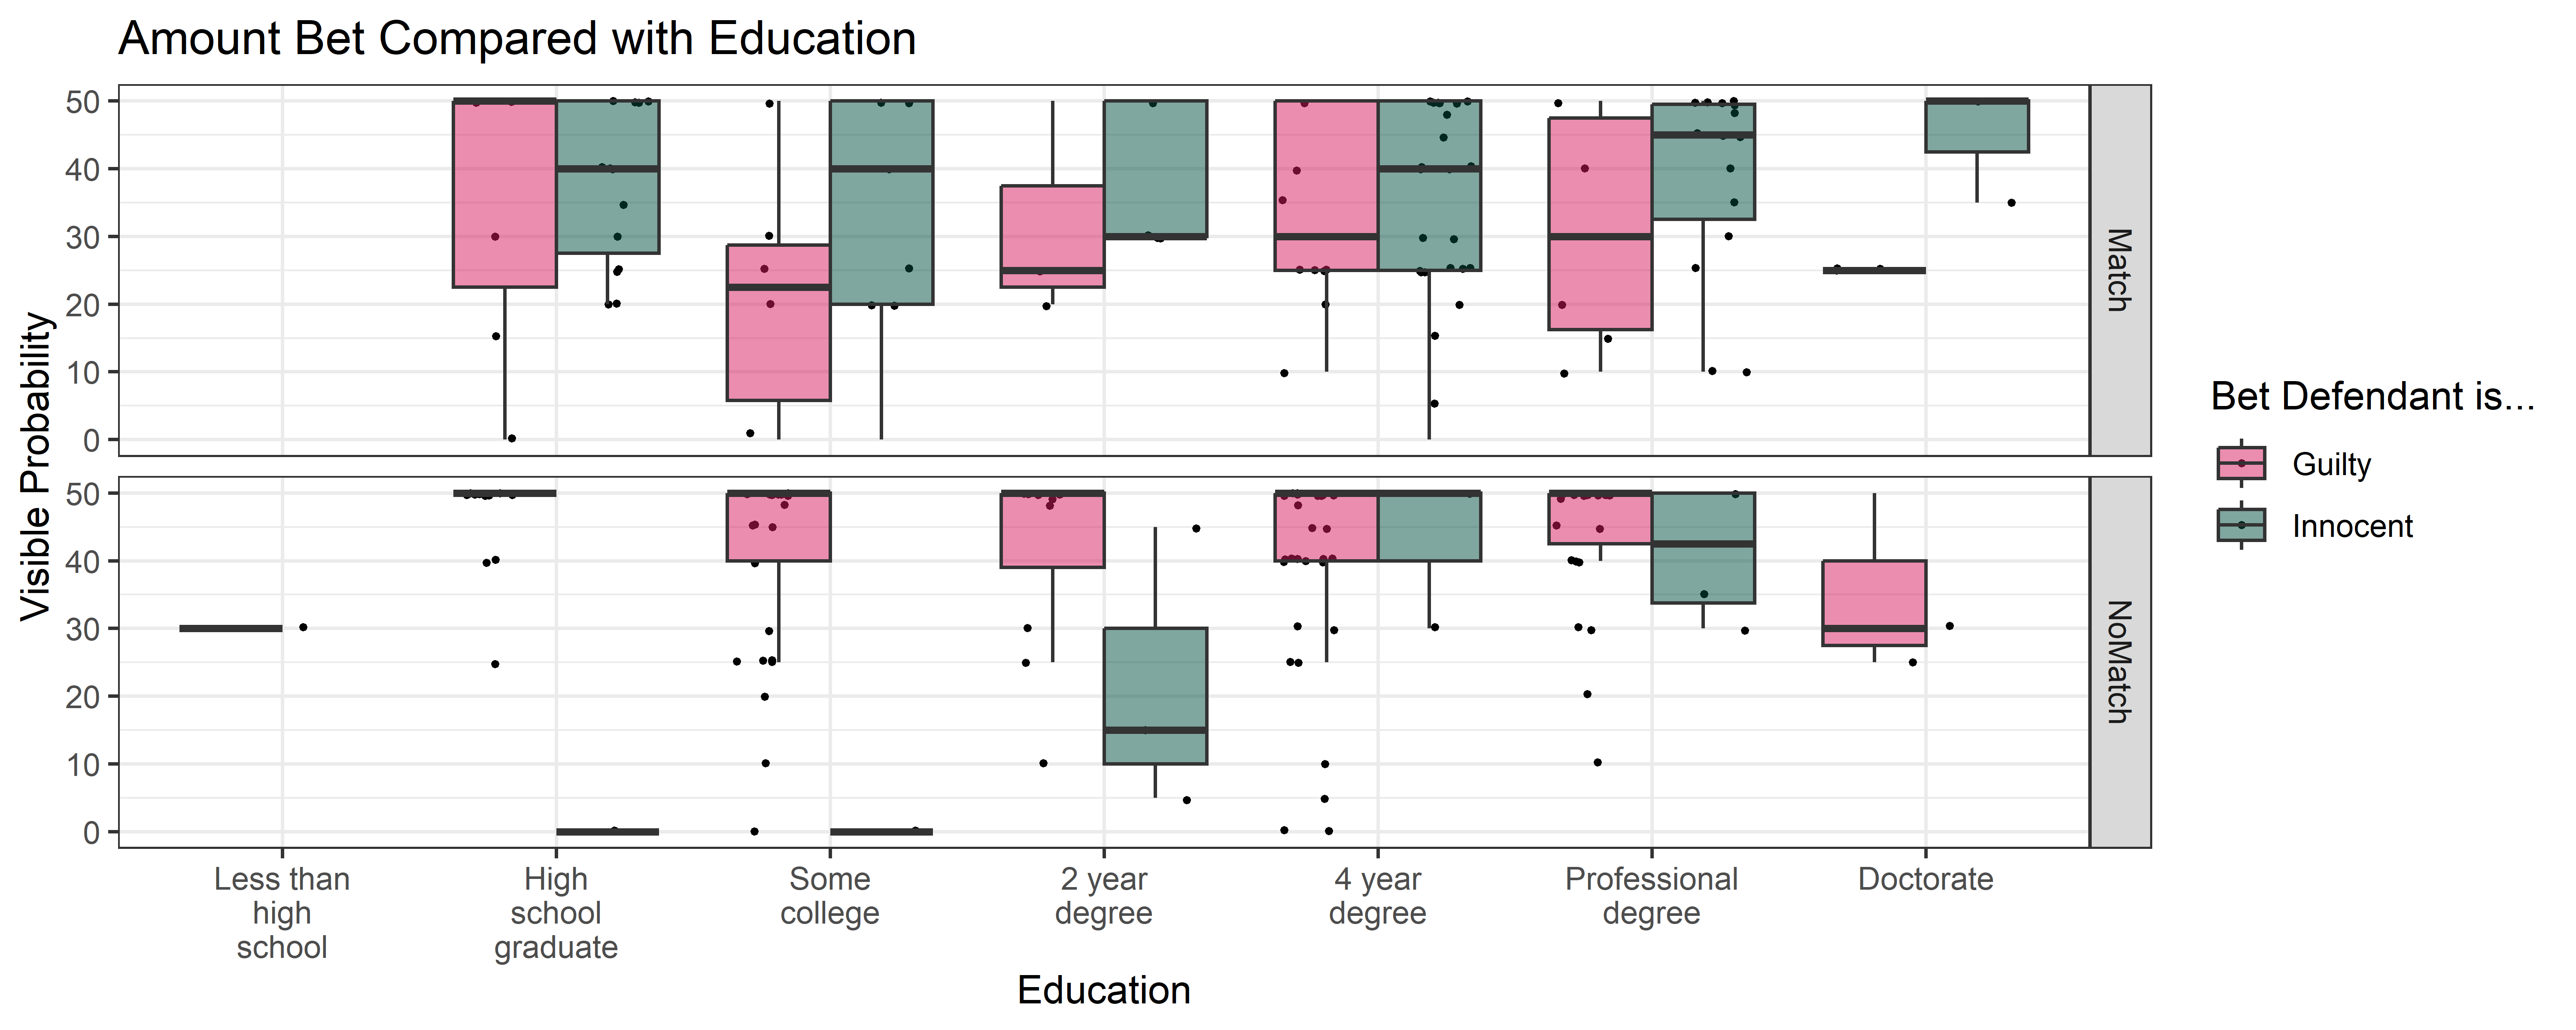 Amount Bet Compared with Education
Visible Probability
50
40
30
20
10
0
Match
50
40
30
20
10
0
NoMatch
Less than
high
school
High
school
graduate
Some
college
2 year
degree
4 year
degree
Professional
degree
Doctorate
Education
Bet Defendant is...
Guilty
Innocent